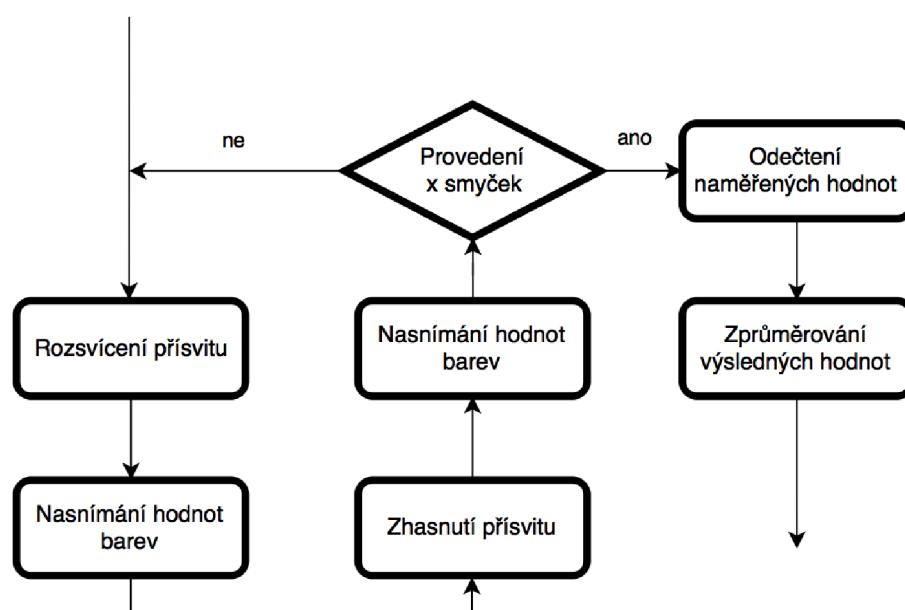 ne
Provedení
x smyček
ano
Odečtení
naměřených hodnot
Rozsvícení přísvitu
Nasnímání hodnot
barev
Zprůměrování
výsledných hodnot
Nasnímání hodnot
barev
Zhasnutí přísvitu